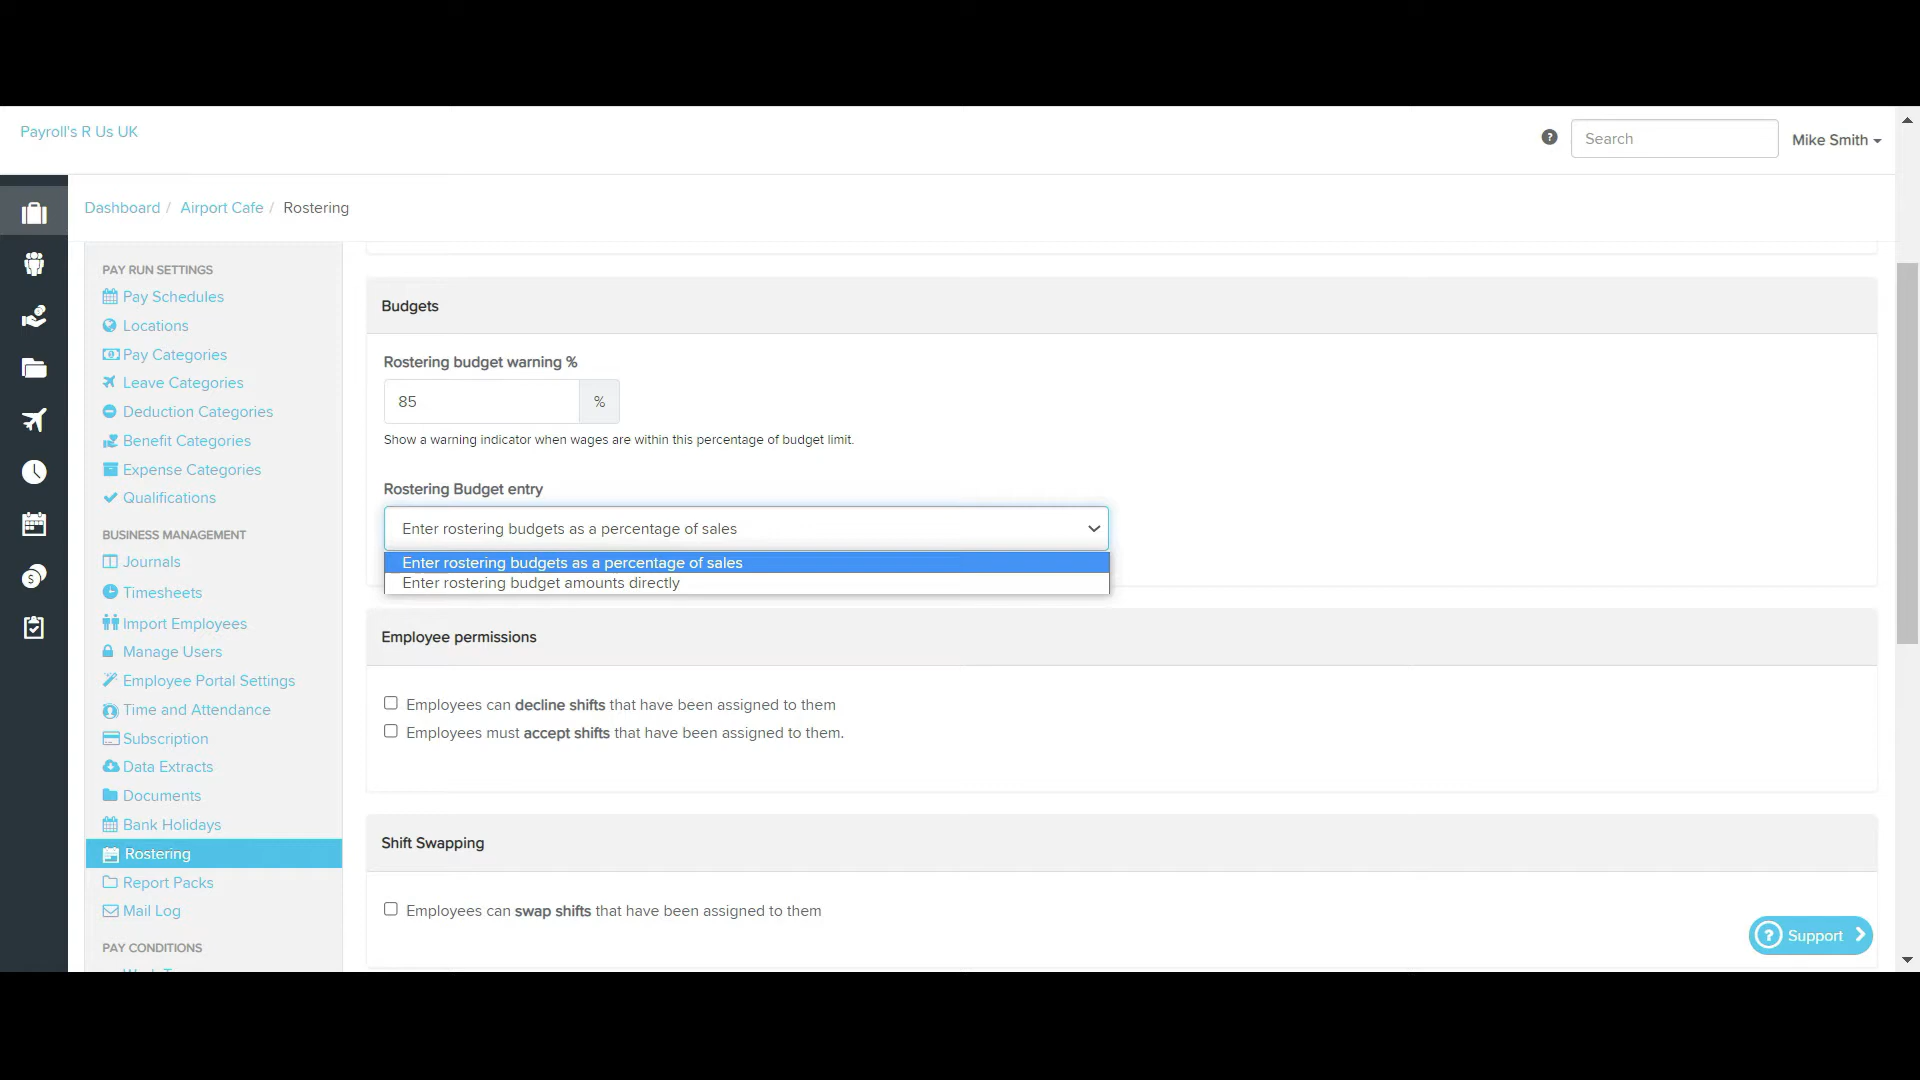 Payroll's R Us UK
Search
Mike Smith
Dashboard / Airport Cafe / Rostering
PAY RUN SETTINGS
Pay Schedules
Locations
Pay Categories
Leave Categories
Deduction Categories
Benefit Categories
Expense Categories
Qualifications
BUSINESS MANAGEMENT
Journals
Timesheets
Import Employees
Manage Users
Employee Portal Settings
Time and Attendance
Subscription
Data Extracts
Documents
Bank Holidays
Rostering
Report Packs
Mail Log
PAY CONDITIONS
Budgets
Rostering budget warning %
85 %
Show a warning indicator when wages are within this percentage of budget limit.
Rostering Budget entry
Enter rostering budgets as a percentage of sales
Enter rostering budgets as a percentage of sales
Enter rostering budget amounts directly
Employee permissions
Employees can decline shifts that have been assigned to them
Employees must accept shifts that have been assigned to them.
Shift Swapping
Employees can swap shifts that have been assigned to them
? Support